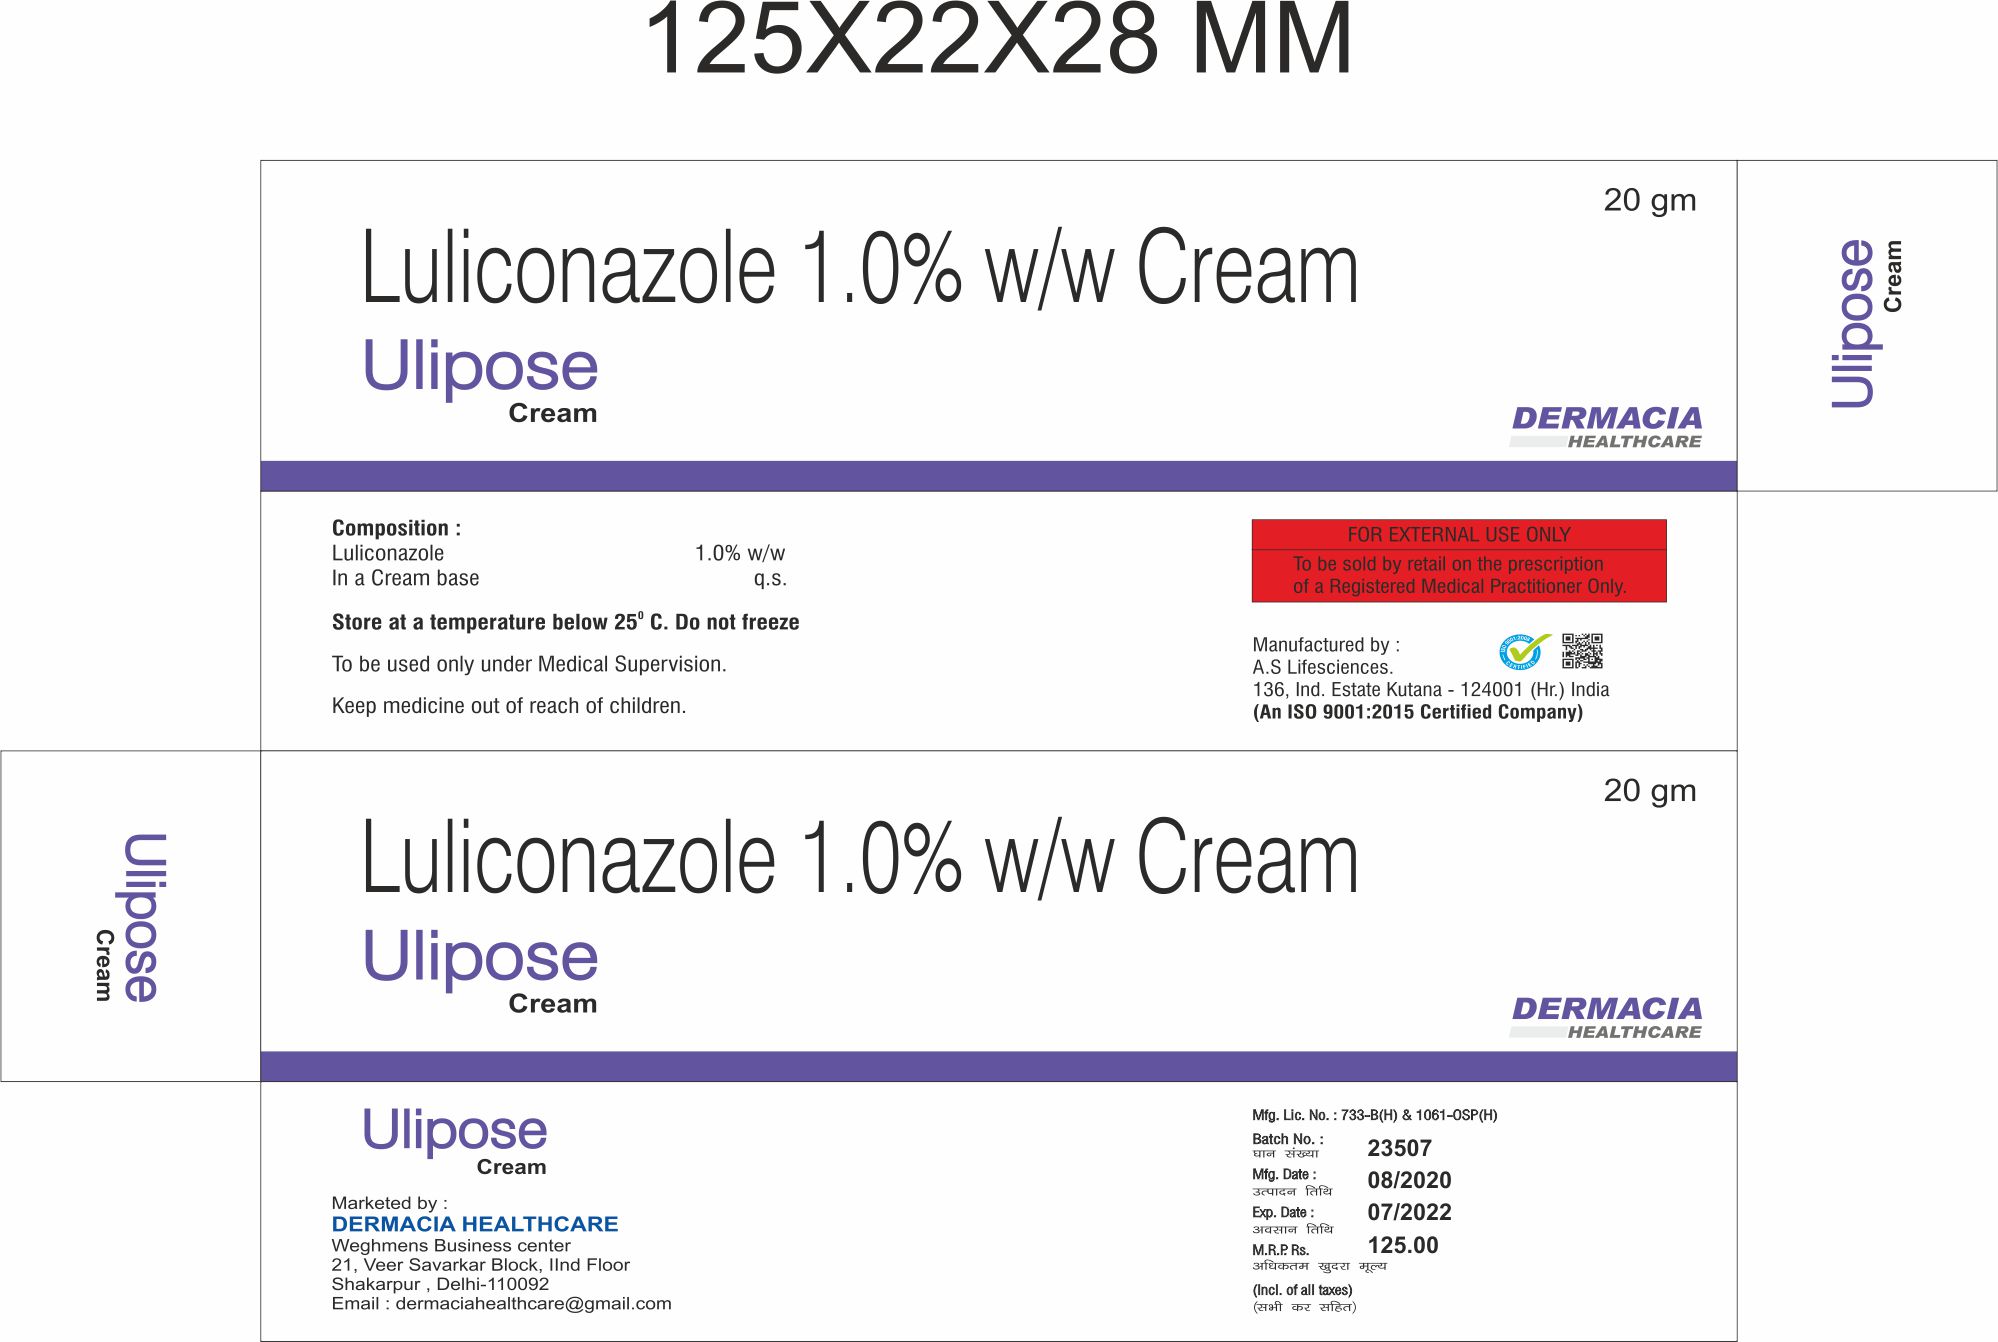 125X22X28 MM
20 gm
Luliconazole 1.0% w/w Cream
Ulipose
Cream
DERMACIA
HEALTHCARE
Ulipose
Cream
Composition :
Luliconazole 1.0% w/w
In a Cream base q.s.
Store at a temperature below 25⁰ C. Do not freeze
To be used only under Medical Supervision.
Keep medicine out of reach of children.
FOR EXTERNAL USE ONLY
To be sold by retail on the prescription
of a Registered Medical Practitioner Only.
Manufactured by :
A.S Lifesciences.
136, Ind. Estate Kutana - 124001 (Hr.) India
(An ISO 9001:2015 Certified Company)
ISO 9001:2008
CERTIFIED
Ulipose
Cream
20 gm
Luliconazole 1.0% w/w Cream
Ulipose
Cream
DERMACIA
HEALTHCARE
Ulipose
Cream
Marketed by :
DERMACIA HEALTHCARE
Weghmens Business center
21, Veer Savarkar Block, IInd Floor
Shakarpur , Delhi-110092
Email : dermaciahealthcare@gmail.com
Mfg. Lic. No. : 733-B(H) & 1061-OSP(H)
Batch No. : 23507
घान संख्या
Mfg. Date : 08/2020
उत्पादन तिथि
Exp. Date : 07/2022
अवसान तिथि
M.R.P. Rs. 125.00
अधिकतम खुदरा मूल्य
(Incl. of all taxes)
(सभी कर सहित)